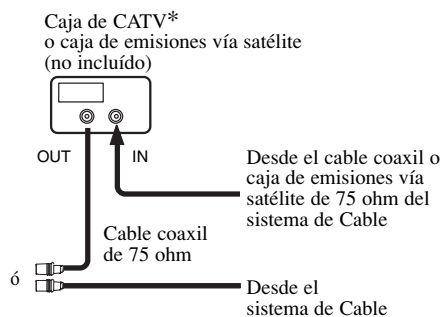 Caja de CATV*
o caja de emisiones vía satélite
(no incluído)
OUT
IN
Desde el cable coaxil o
caja de emisiones vía
satélite de 75 ohm del
sistema de Cable
Cable coaxil
de 75 ohm
ó
Desde el
sistema de Cable